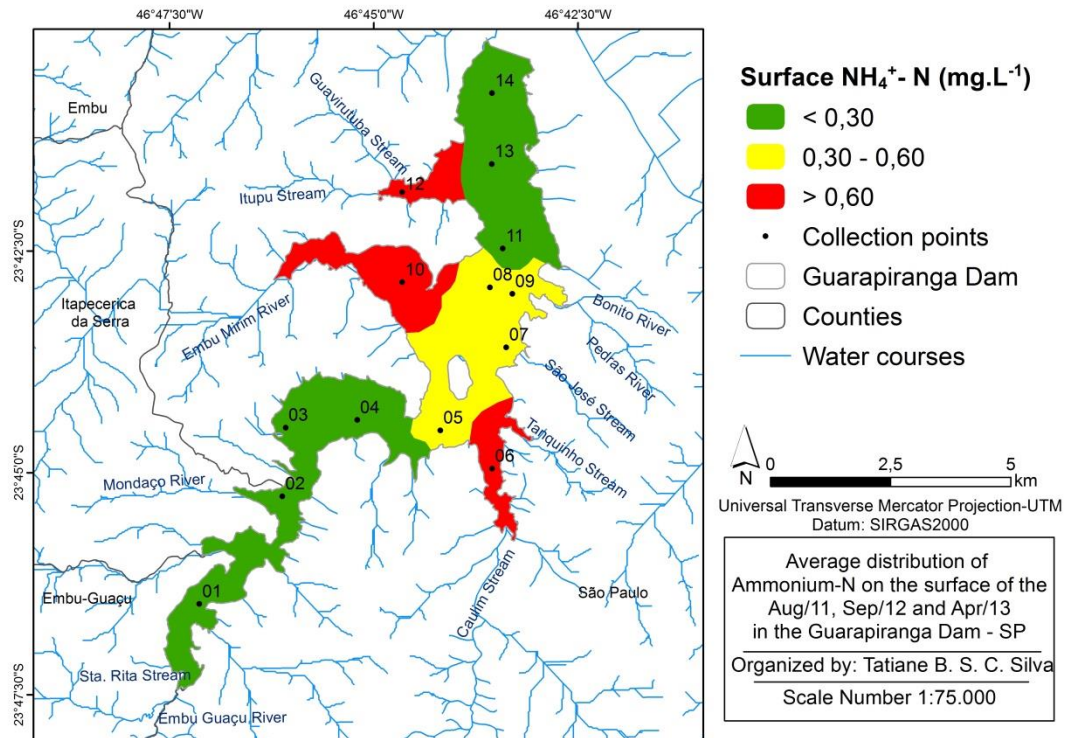 46°47'30"W 46°45'0"W 46°42'30"W
23°42'30"S
23°45'0"S
23°47'30"S
Embu
Guavirutuba Stream
14
13
12
Itupu Stream
11
10
08
09
Itapecerica
da Serra
Embu Mirim River
Bonito River
07
Pedras River
São José Stream
03
04
05
Tanquinho Stream
06
Mondaço River
02
Caulim Stream
São Paulo
Embu-Guaçu
01
Sta. Rita Stream
Embu Guaçu River
Surface NH₄⁺- N (mg.L⁻¹)
< 0,30
0,30 - 0,60
> 0,60
Collection points
Guarapiranga Dam
Counties
Water courses
N
0 2,5 5
km
Universal Transverse Mercator Projection-UTM
Datum: SIRGAS2000
Average distribution of
Ammonium-N on the surface of the
Aug/11, Sep/12 and Apr/13
in the Guarapiranga Dam - SP
Organized by: Tatiane B. S. C. Silva
Scale Number 1:75.000